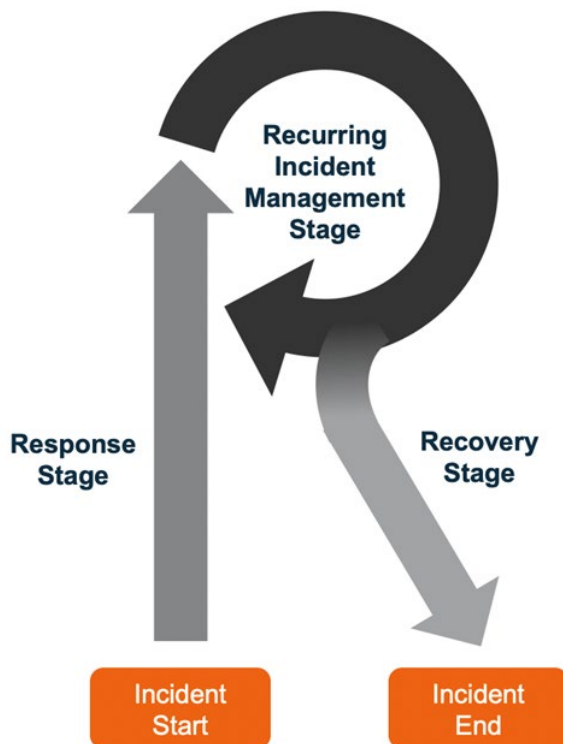 Recurring
Incident
Management
Stage
Response
Stage
Recovery
Stage
Incident
Start
Incident
End